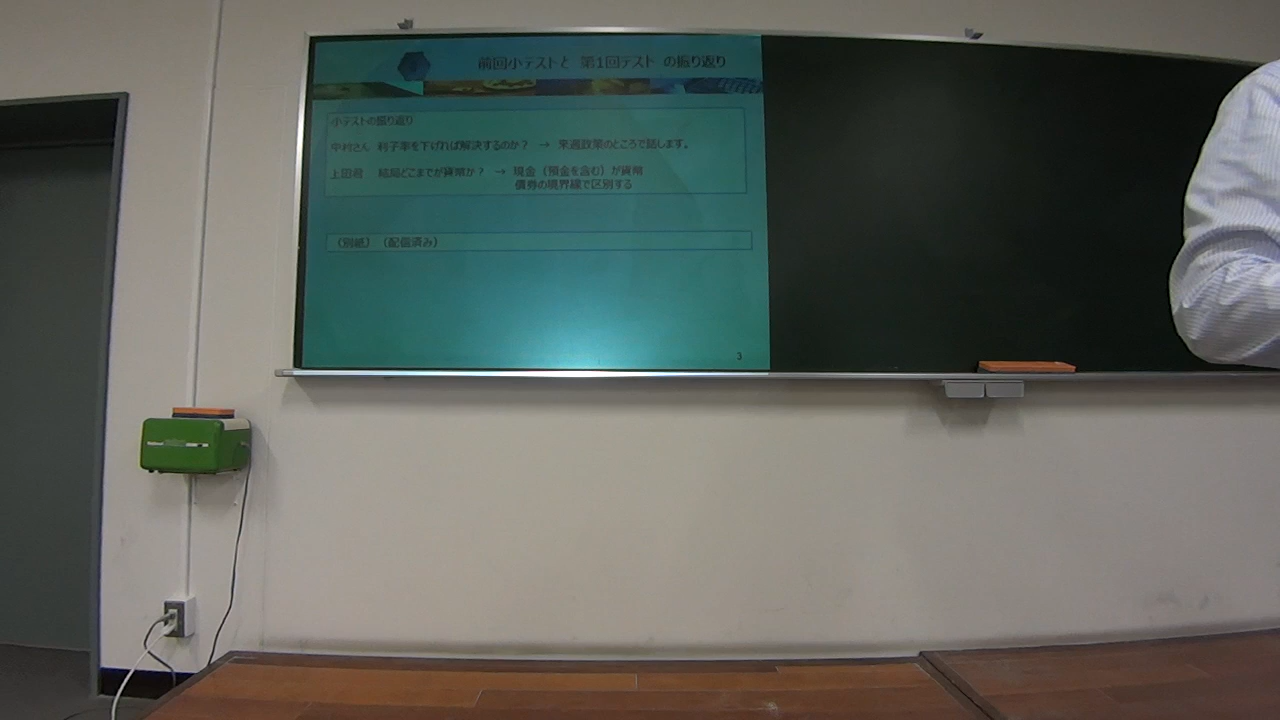 前回小テストと 第1回テスト の振り返り
小テストの振り返り
中村さん 利子率を下げれば解決するのか? → 来週政策のところで話します。
上田君 結局どこまでが貨幣か? → 現金(預金を含む)が貨幣
債券の境界線で区別する
(別紙)(配信済み)
3